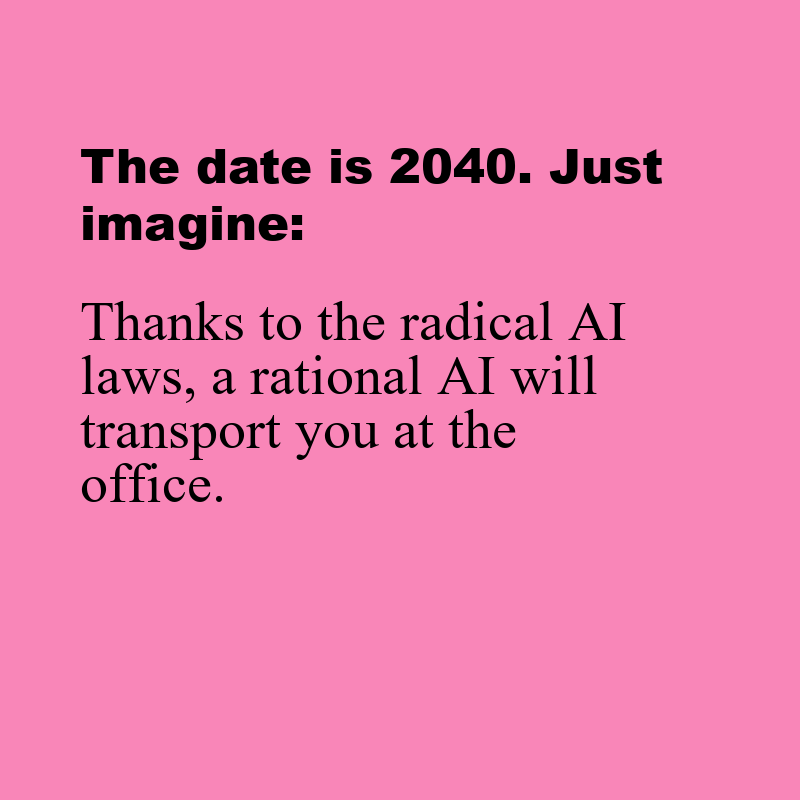 The date is 2040. Just
imagine:
Thanks to the radical AI
laws, a rational AI will
transport you at the
office.